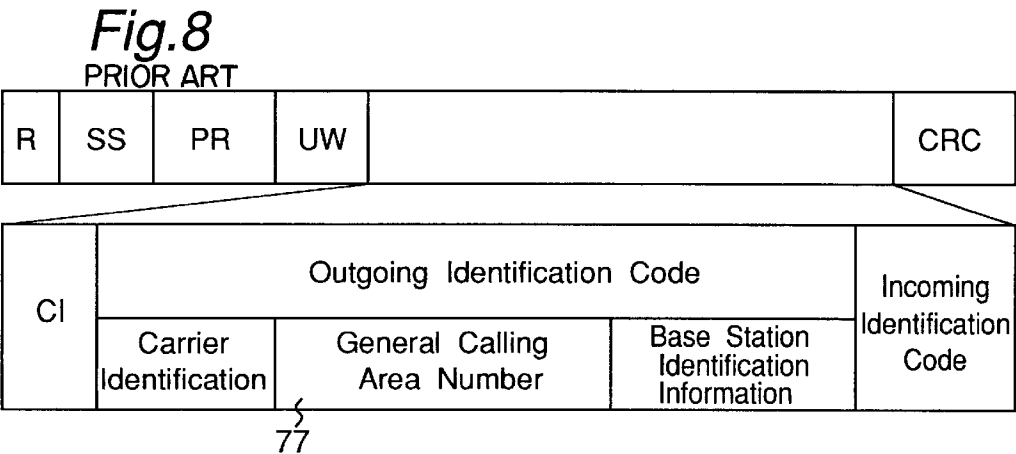 Fig.8
PRIOR ART
R SS PR UW CRC
CI
Outgoing Identification Code
Carrier
Identification
General Calling
Area Number
Base Station
Identification
Information
Incoming
Identification
Code
77